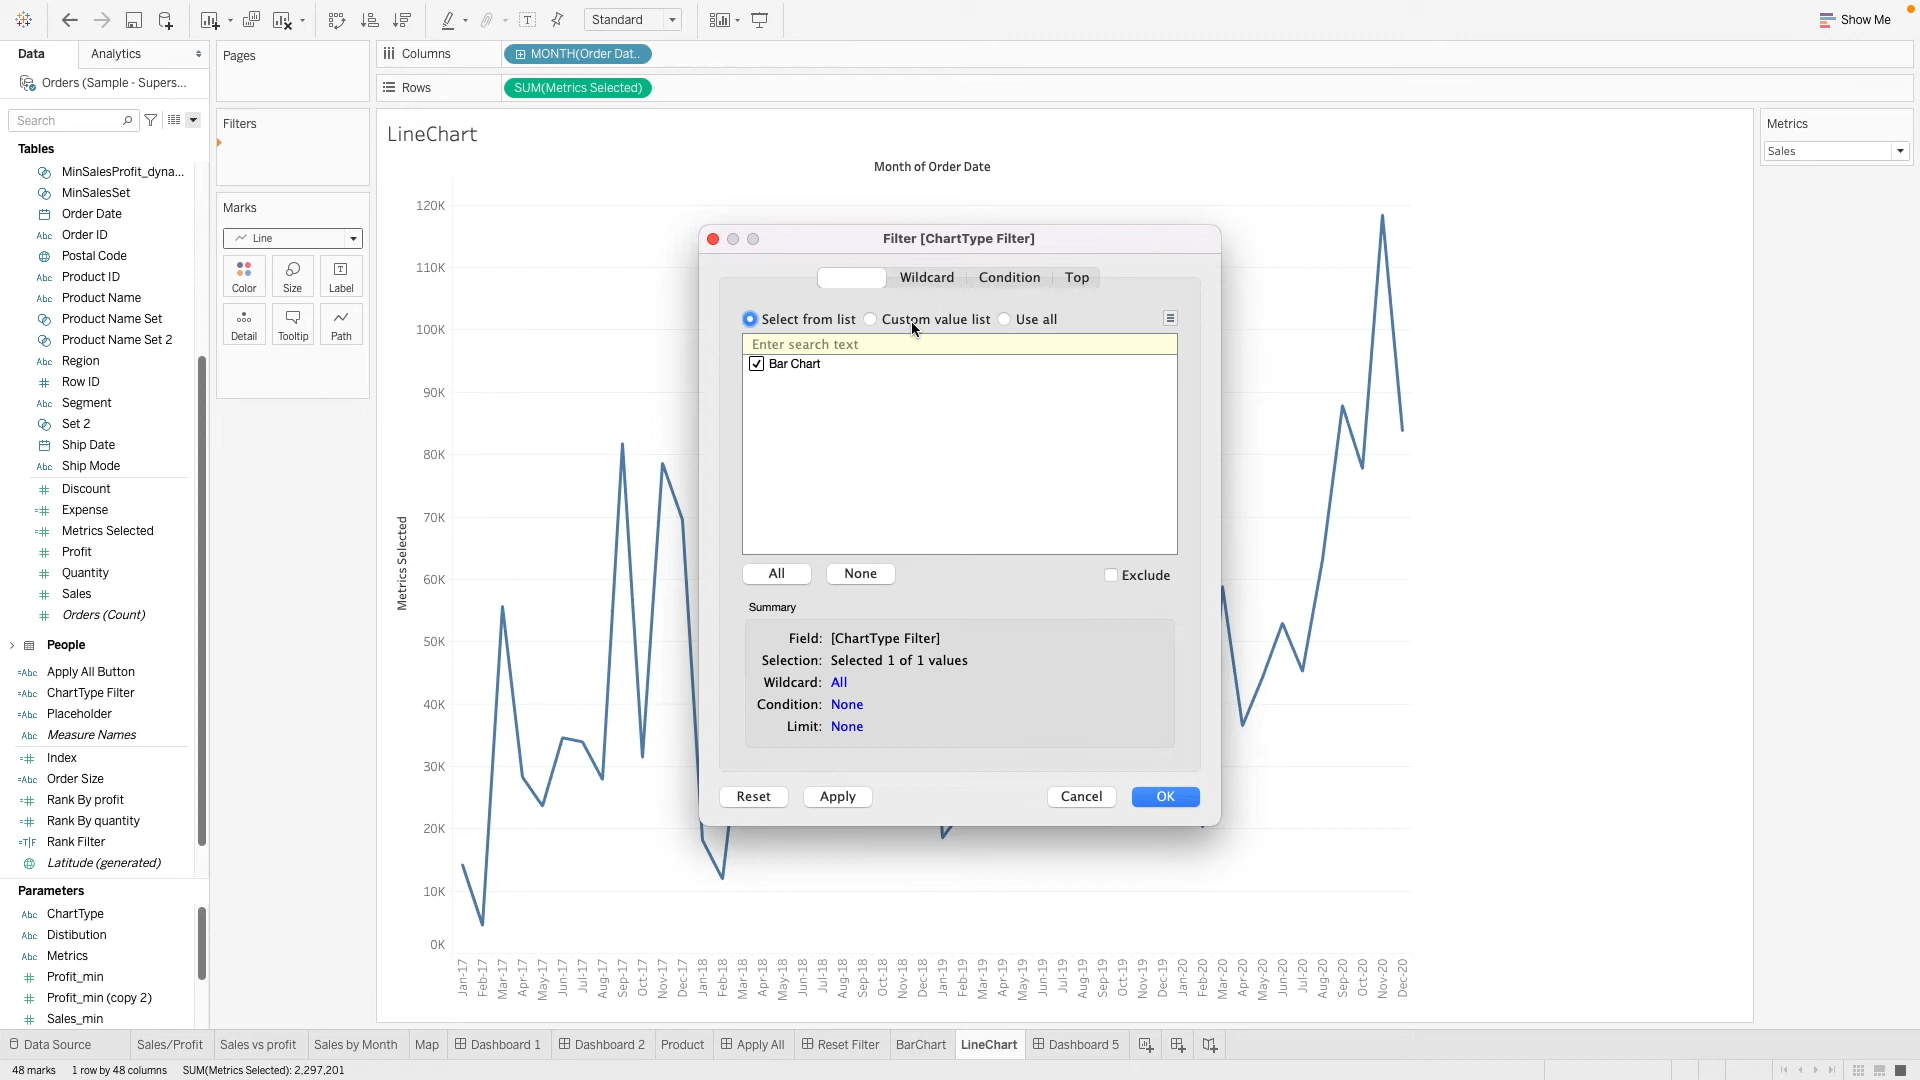 Standard
Show Me
Data
Analytics
Pages
Columns
MONTH(Order Dat..
Orders (Sample - Supers...
Rows
SUM(Metrics Selected)
Search
Filters
LineChart
Metrics
Sales
Tables
MinSalesProfit_dyna...
MinSalesSet
Order Date
Order ID
Postal Code
Product ID
Product Name
Product Name Set
Product Name Set 2
Region
Row ID
Segment
Set 2
Ship Date
Ship Mode
Discount
Expense
Metrics Selected
Profit
Quantity
Sales
Orders (Count)
People
Apply All Button
ChartType Filter
Placeholder
Measure Names
Index
Order Size
Rank By profit
Rank By quantity
Rank Filter
Latitude (generated)
Parameters
ChartType
Distibution
Metrics
Profit_min
Profit_min (copy 2)
Sales_min
Marks
Line
Color
Size
Label
Detail
Tooltip
Path
Month of Order Date
120K
110K
100K
90K
80K
70K
60K
50K
40K
30K
20K
10K
0K
Metrics Selected
Jan-17
Feb-17
Mar-17
Apr-17
May-17
Jun-17
Jul-17
Aug-17
Sep-17
Oct-17
Nov-17
Dec-17
Jan-18
Feb-18
Mar-18
Apr-18
May-18
Jun-18
Jul-18
Aug-18
Sep-18
Oct-18
Nov-18
Dec-18
Jan-19
Feb-19
Mar-19
Apr-19
May-19
Jun-19
Jul-19
Aug-19
Sep-19
Oct-19
Nov-19
Dec-19
Jan-20
Feb-20
Mar-20
Apr-20
May-20
Jun-20
Jul-20
Aug-20
Sep-20
Oct-20
Nov-20
Dec-20
Filter [ChartType Filter]
Wildcard
Condition
Top
Select from list
Custom value list
Use all
Enter search text
Bar Chart
All
None
Exclude
Summary
Field: [ChartType Filter]
Selection: Selected 1 of 1 values
Wildcard: All
Condition: None
Limit: None
Reset
Apply
Cancel
OK
Data Source
Sales/Profit
Sales vs profit
Sales by Month
Map
Dashboard 1
Dashboard 2
Product
Apply All
Reset Filter
BarChart
LineChart
Dashboard 5
48 marks
1 row by 48 columns
SUM(Metrics Selected): 2,297,201